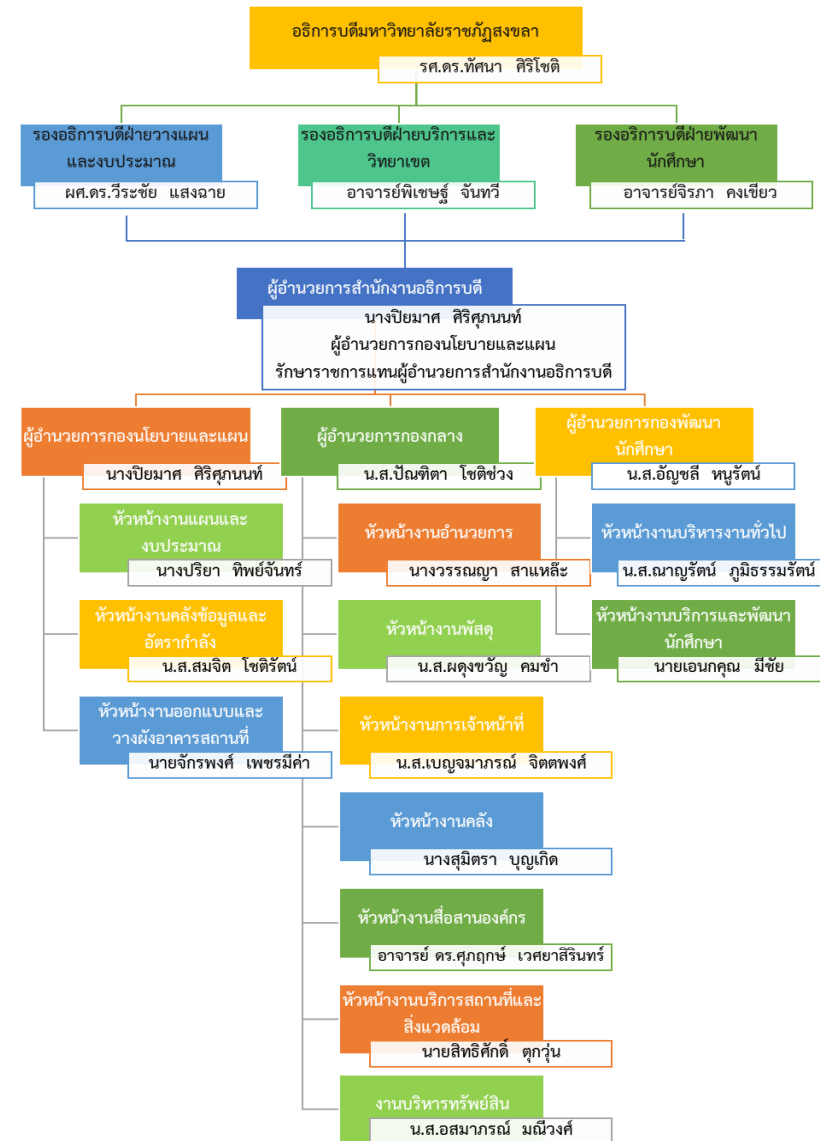 อธิการบดีมหาวิทยาลัยราชภัฏสงขลา
รศ.ดร.ทัศนา ศิริโชติ
รองอธิการบดีฝ่ายวางแผน
และงบประมาณ
ผศ.ดร.วีระชัย แสงฉาย
รองอธิการบดีฝ่ายบริการและ
วิทยาเขต
อาจารย์พิเชษฐ์ จันทวี
รองอริการบดีฝ่ายพัฒนา
นักศึกษา
อาจารย์จิรภา คงเขียว
ผู้อำนวยการสำนักงานอธิการบดี
นางปิยมาศ ศิริศุภนนท์
ผู้อำนวยการกองนโยบายและแผน
รักษาราชการแทนผู้อำนวยการสำนักงานอธิการบดี
ผู้อำนวยการกองนโยบายและแผน
นางปิยมาศ ศิริศุภนนท์
หัวหน้างานแผนและ
งบประมาณ
นางปริยา ทิพย์จันทร์
หัวหน้างานคลังข้อมูลและ
อัตรากำลัง
น.ส.สมจิต โชติรัตน์
หัวหน้างานออกแบบและ
วางผังอาคารสถานที่
นายจักรพงศ์ เพชรมีค่า
ผู้อำนวยการกองกลาง
น.ส.ปัณฑิตา โชติช่วง
หัวหน้างานอำนวยการ
นางวรรณญา สาแหล๊ะ
หัวหน้างานพัสดุ
น.ส.ผดุงขวัญ คมขำ
หัวหน้างานการเจ้าหน้าที่
น.ส.เบญจมาภรณ์ จิตตพงศ์
หัวหน้างานคลัง
นางสุมิตรา บุญเกิด
หัวหน้างานสื่อสานองค์กร
อาจารย์ ดร.ศุภฤกษ์ เวศยาสิรินทร์
หัวหน้างานบริการสถานที่และ
สิ่งแวดล้อม
นายสิทธิศักดิ์ ตุกวุ่น
งานบริหารทรัพย์สิน
น.ส.อสมาภรณ์ มณีวงศ์
ผู้อำนวยการกองพัฒนา
นักศึกษา
น.ส.อัญชลี หนูรัตน์
หัวหน้างานบริหารงานทั่วไป
น.ส.ณาญรัตน์ ภูมิธรรมรัตน์
หัวหน้างานบริการและพัฒนา
นักศึกษา
นายเอนกคุณ มีชัย